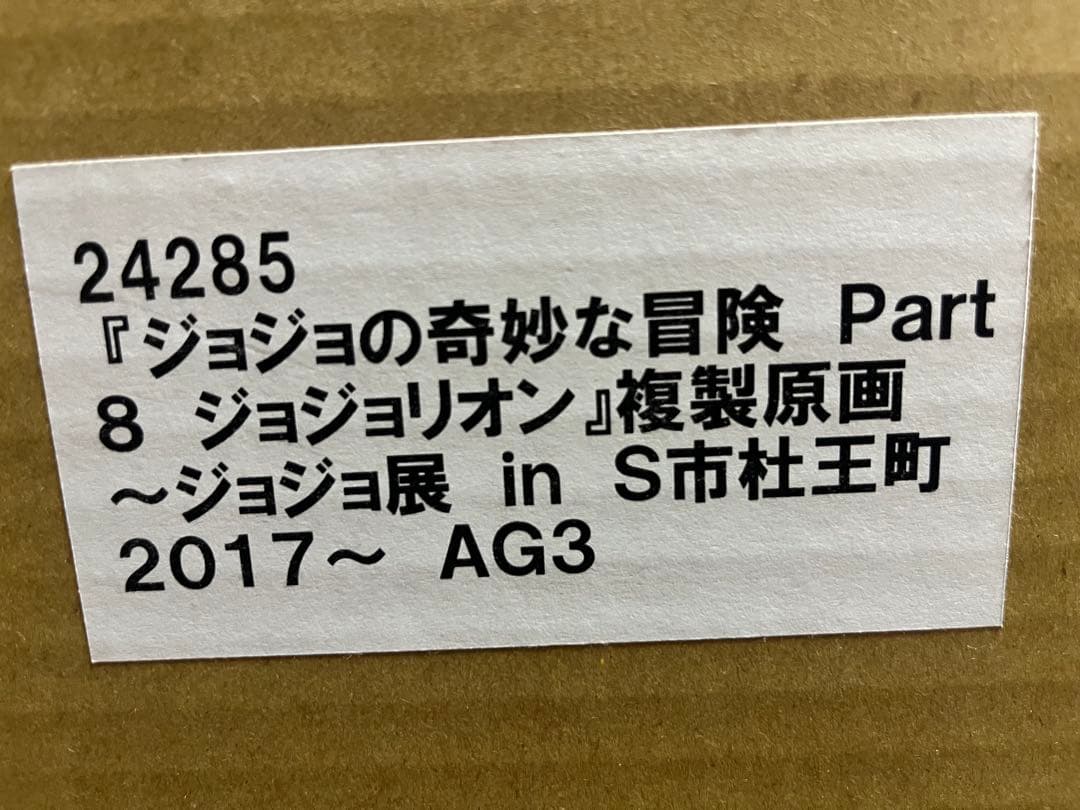 24285
『ジョジョの奇妙な冒険　Part
8　ジョジョリオン』複製原画
～ジョジョ展　in　S市杜王町
2017～　AG3